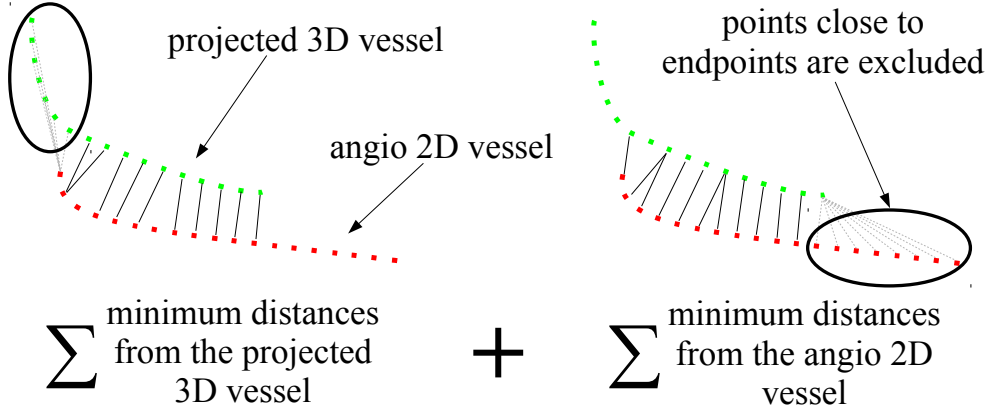 projected 3D vessel
angio 2D vessel
points close to
endpoints are excluded
∑ minimum distances
from the projected
3D vessel
+
∑ minimum distances
from the angio 2D
vessel